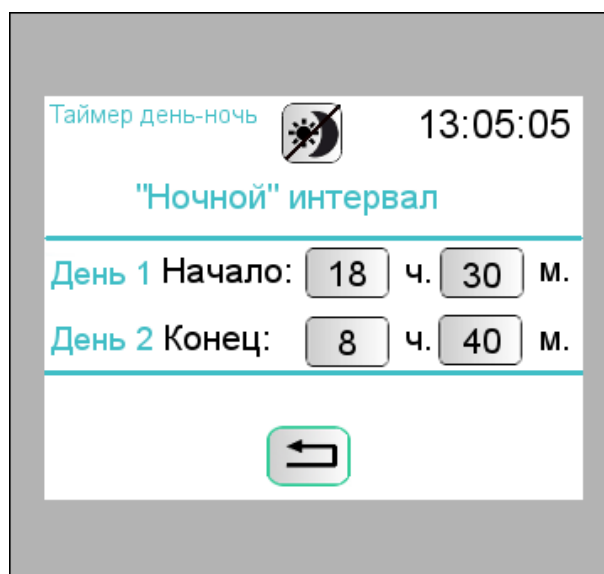 Таймер день-ночь 13:05:05
"Ночной" интервал
День 1 Начало: 18 ч. 30 м.
День 2 Конец: 8 ч. 40 м.